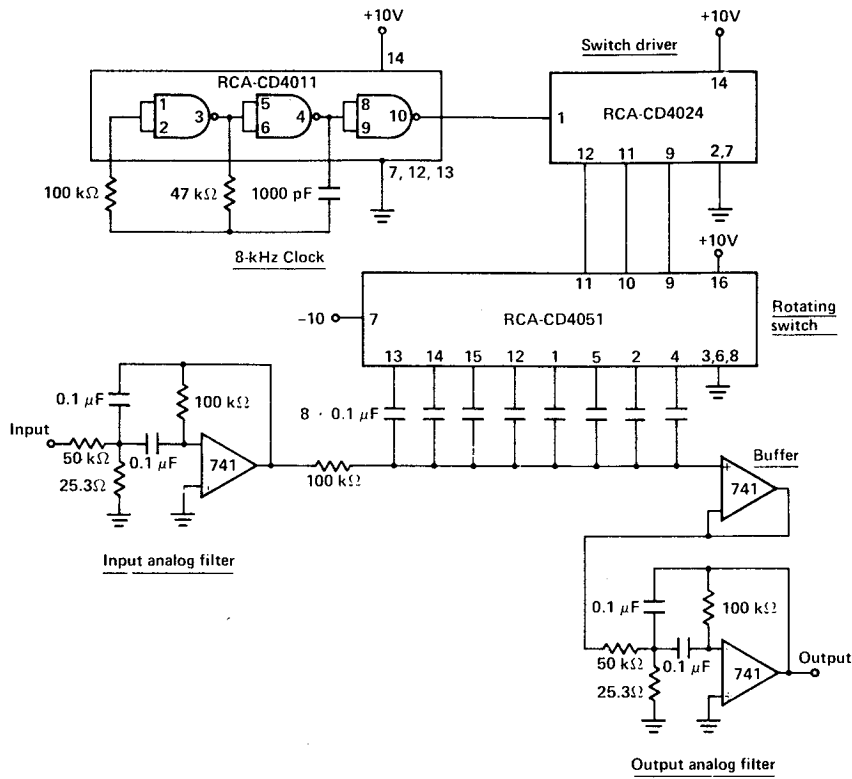 +10V
14
RCA-CD4011
1
2
3
5
6
4
8
9
10
7, 12, 13
100 kΩ
47 kΩ
1000 pF
8-kHz Clock
Switch driver
+10V
14
1
RCA-CD4024
12
11
9
2,7
+10V
11
10
9
16
−10
7
RCA-CD4051
Rotating
switch
13
14
15
12
1
5
2
4
3,6,8
0.1 μF
100 kΩ
8 · 0.1 μF
Input
50 kΩ
0.1 μF
25.3Ω
−
+
741
100 kΩ
Input analog filter
Buffer
+
−
741
0.1 μF
100 kΩ
50 kΩ
0.1 μF
25.3Ω
−
+
741
Output
Output analog filter